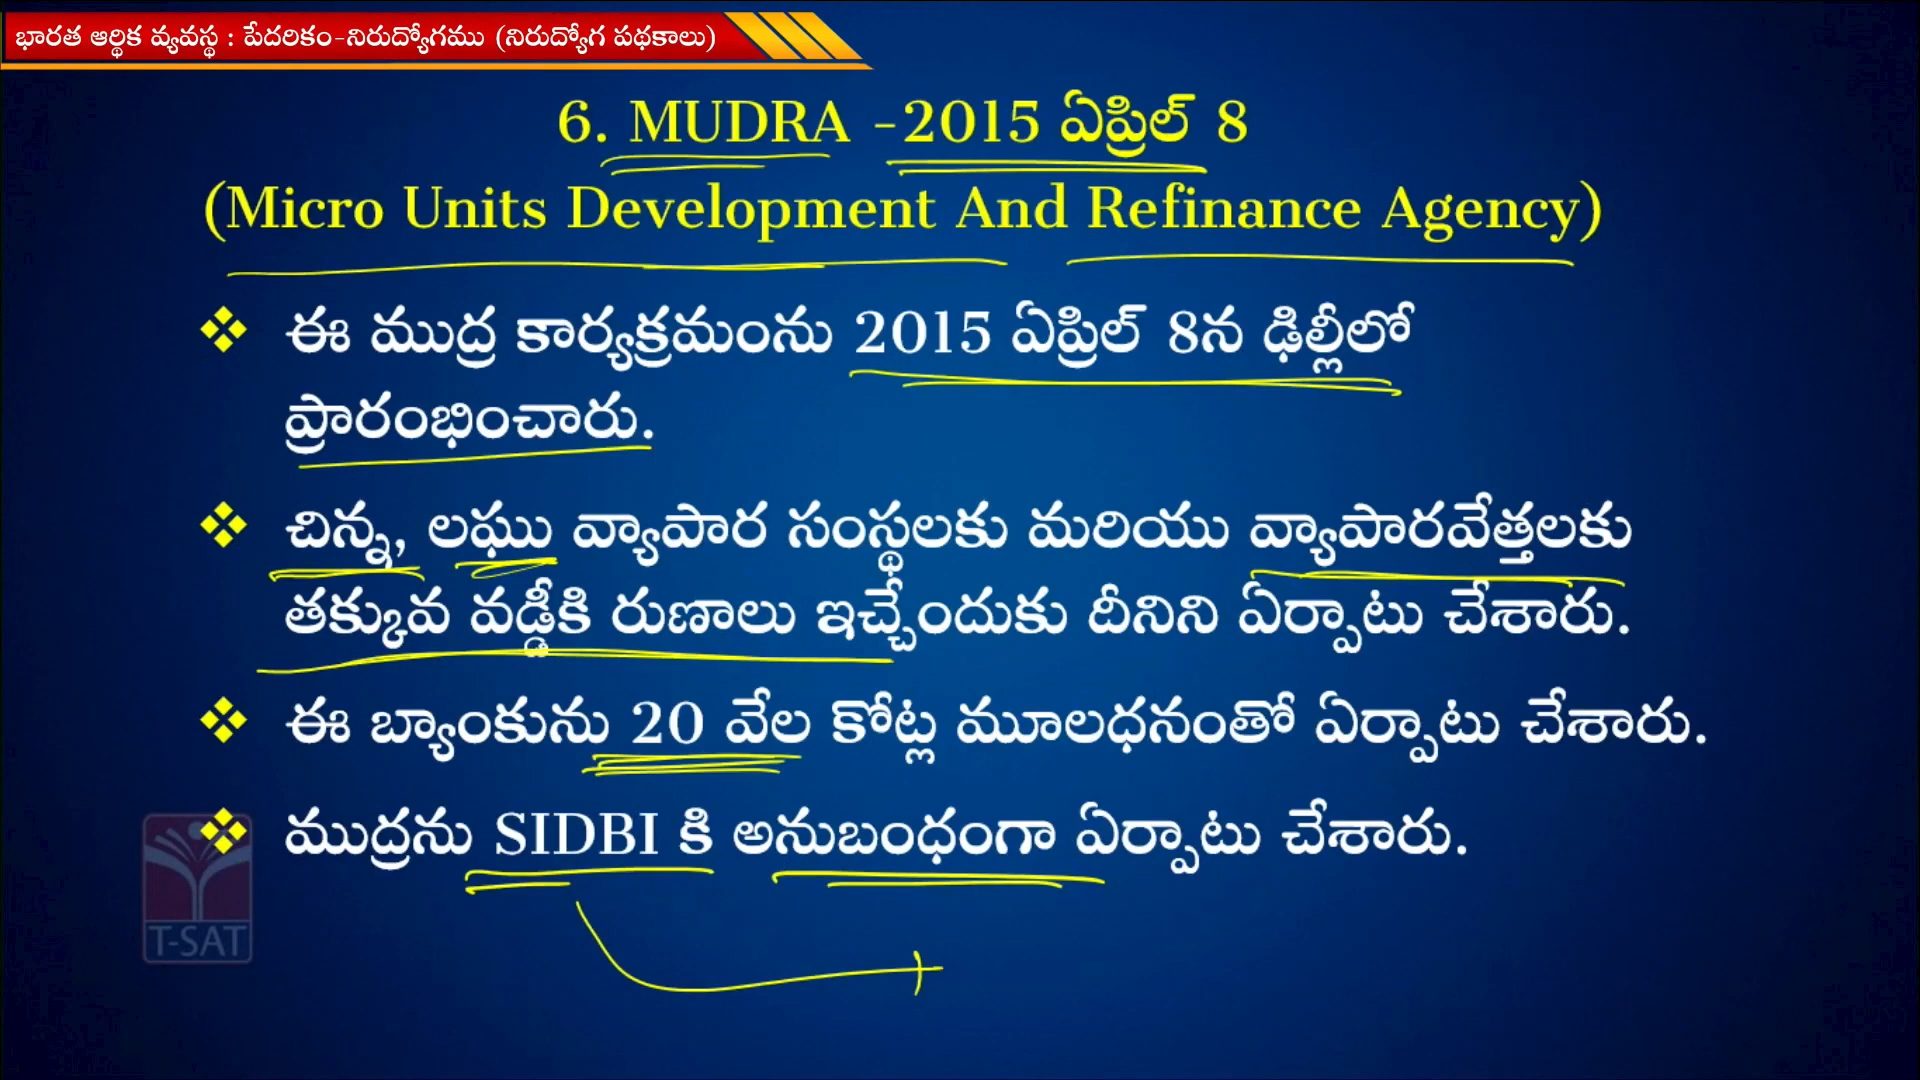 భారత ఆర్థిక వ్యవస్థ : పేదరికం-నిరుద్యోగము (నిరుద్యోగ పథకాలు)
6. MUDRA -2015 ఏప్రిల్ 8
(Micro Units Development And Refinance Agency)
❖ ఈ ముద్ర కార్యక్రమంను 2015 ఏప్రిల్ 8న ఢిల్లీలో
ప్రారంభించారు.
❖ చిన్న, లఘు వ్యాపార సంస్థలకు మరియు వ్యాపారవేత్తలకు
తక్కువ వడ్డీకి రుణాలు ఇచ్చేందుకు దీనిని ఏర్పాటు చేశారు.
❖ ఈ బ్యాంకును 20 వేల కోట్ల మూలధనంతో ఏర్పాటు చేశారు.
❖ ముద్రను SIDBI కి అనుబంధంగా ఏర్పాటు చేశారు.
T-SAT